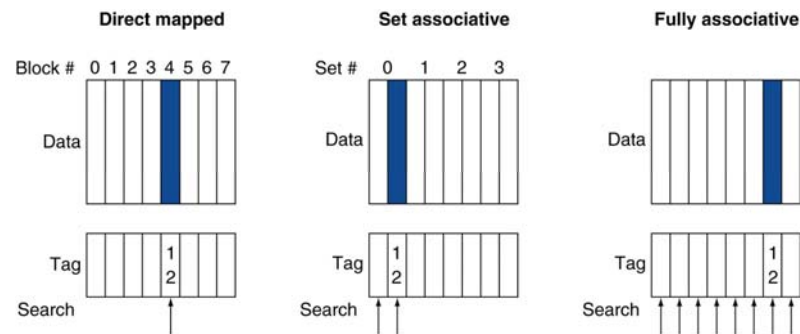 Direct mapped
Block # 0 1 2 3 4 5 6 7
Data
Tag
1
2
Search
Set associative
Set # 0 1 2 3
Data
Tag
1
2
Search
Fully associative
Data
Tag
1
2
Search